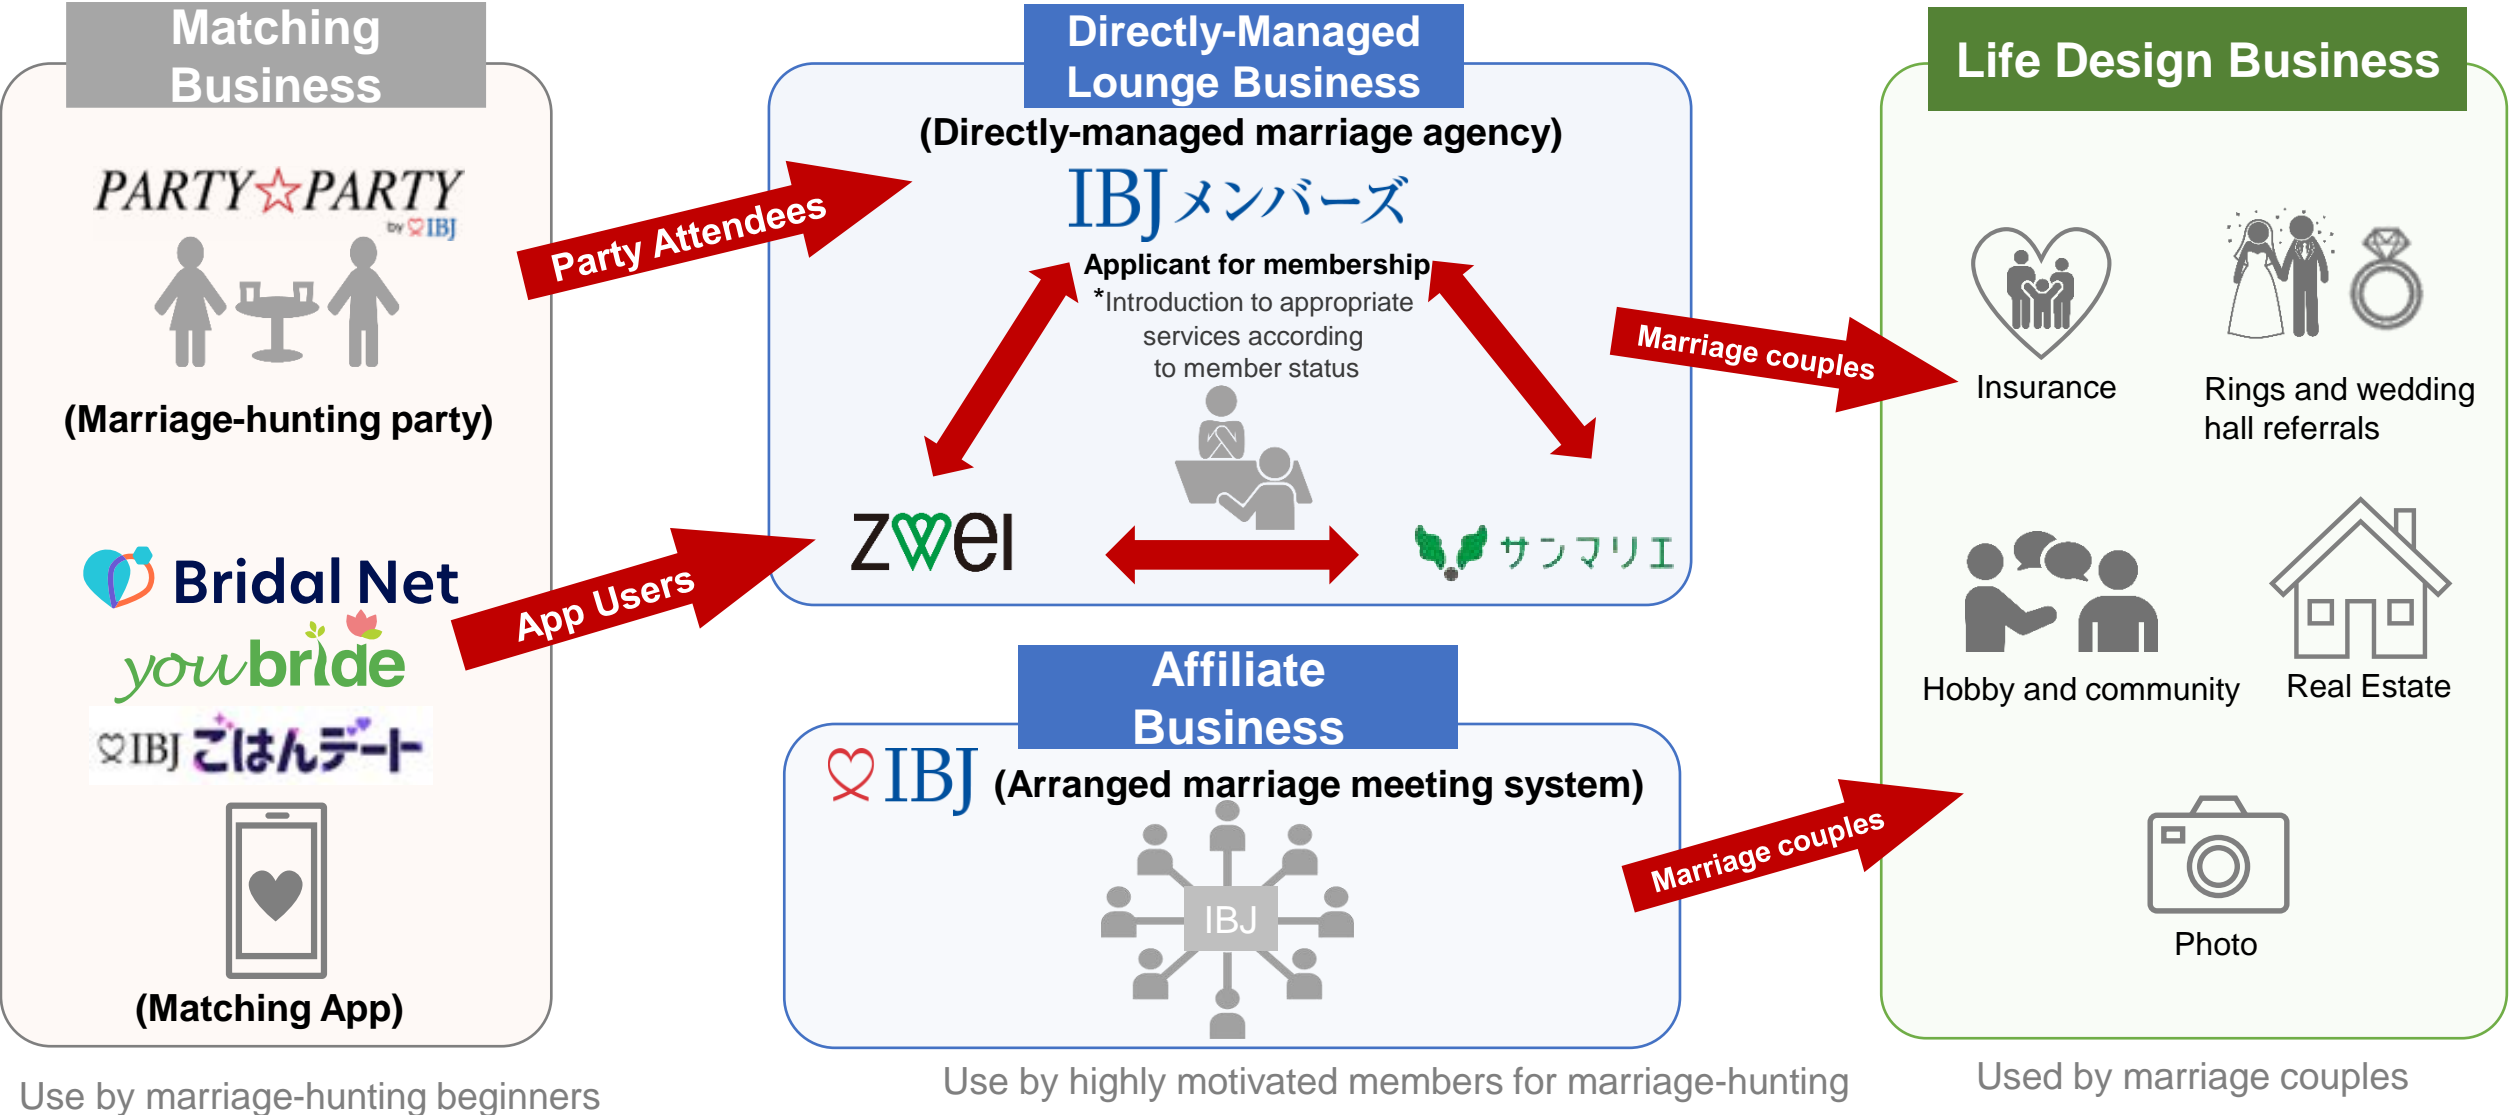 Matching
Business
PARTY☆PARTY
by IBJ
(Marriage-hunting party)
Bridal Net
youbride
IBJ ごはんデート
(Matching App)
Use by marriage-hunting beginners
Party Attendees
App Users
Directly-Managed
Lounge Business
(Directly-managed marriage agency)
IBJメンバーズ
Applicant for membership
*Introduction to appropriate
services according
to member status
zwei
サンマリエ
Affiliate
Business
IBJ (Arranged marriage meeting system)
IBJ
Use by highly motivated members for marriage-hunting
Marriage couples
Marriage couples
Life Design Business
Insurance
Rings and wedding
hall referrals
Hobby and community
Real Estate
Photo
Used by marriage couples